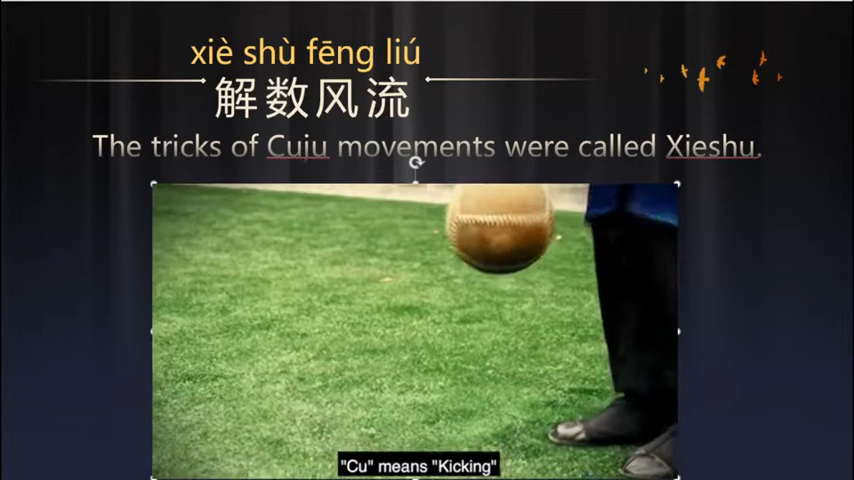 xiè shù fēng liú
解数风流
The tricks of Cuju movements were called Xieshu.
"Cu" means "Kicking"